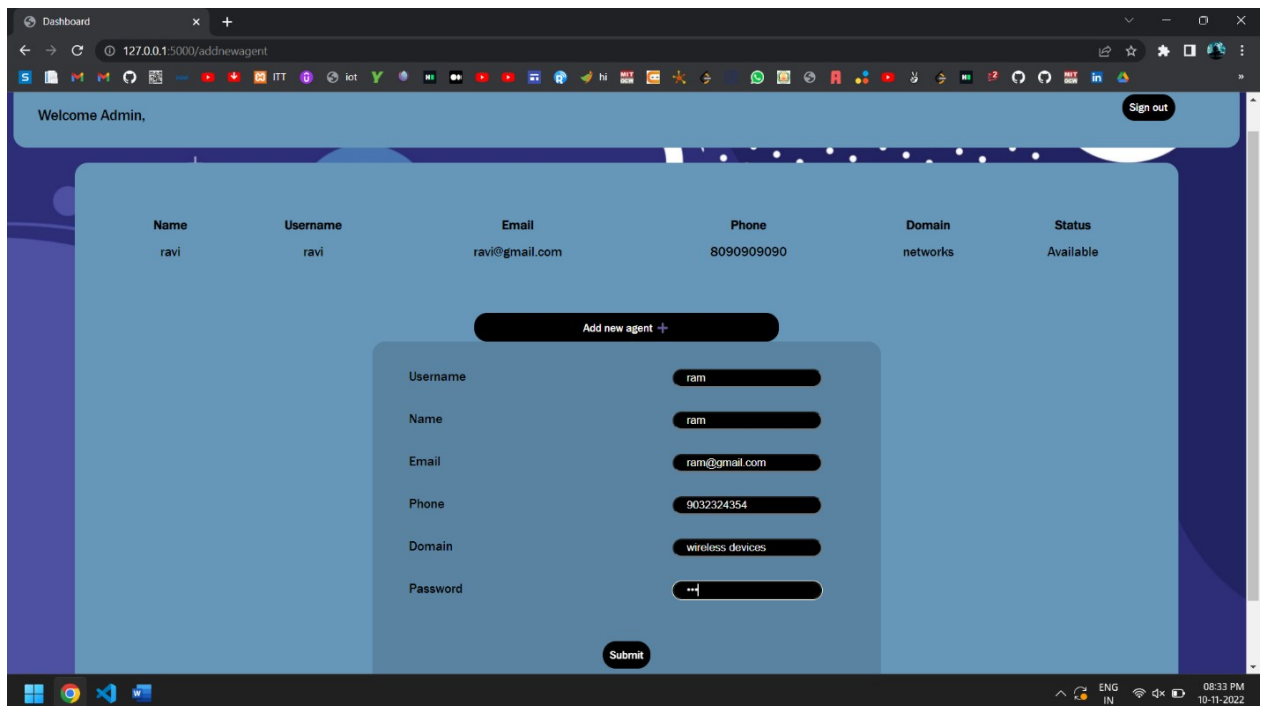 Dashboard
127.0.0.1:5000/addnewagent
ITT iot hi
Welcome Admin,
Sign out
Name Username Email Phone Domain Status
ravi ravi ravi@gmail.com 8090909090 networks Available
Add new agent +
Username ram
Name ram
Email ram@gmail.com
Phone 9032324354
Domain wireless devices
Password •••
Submit
ENG 08:33 PM
IN 10-11-2022